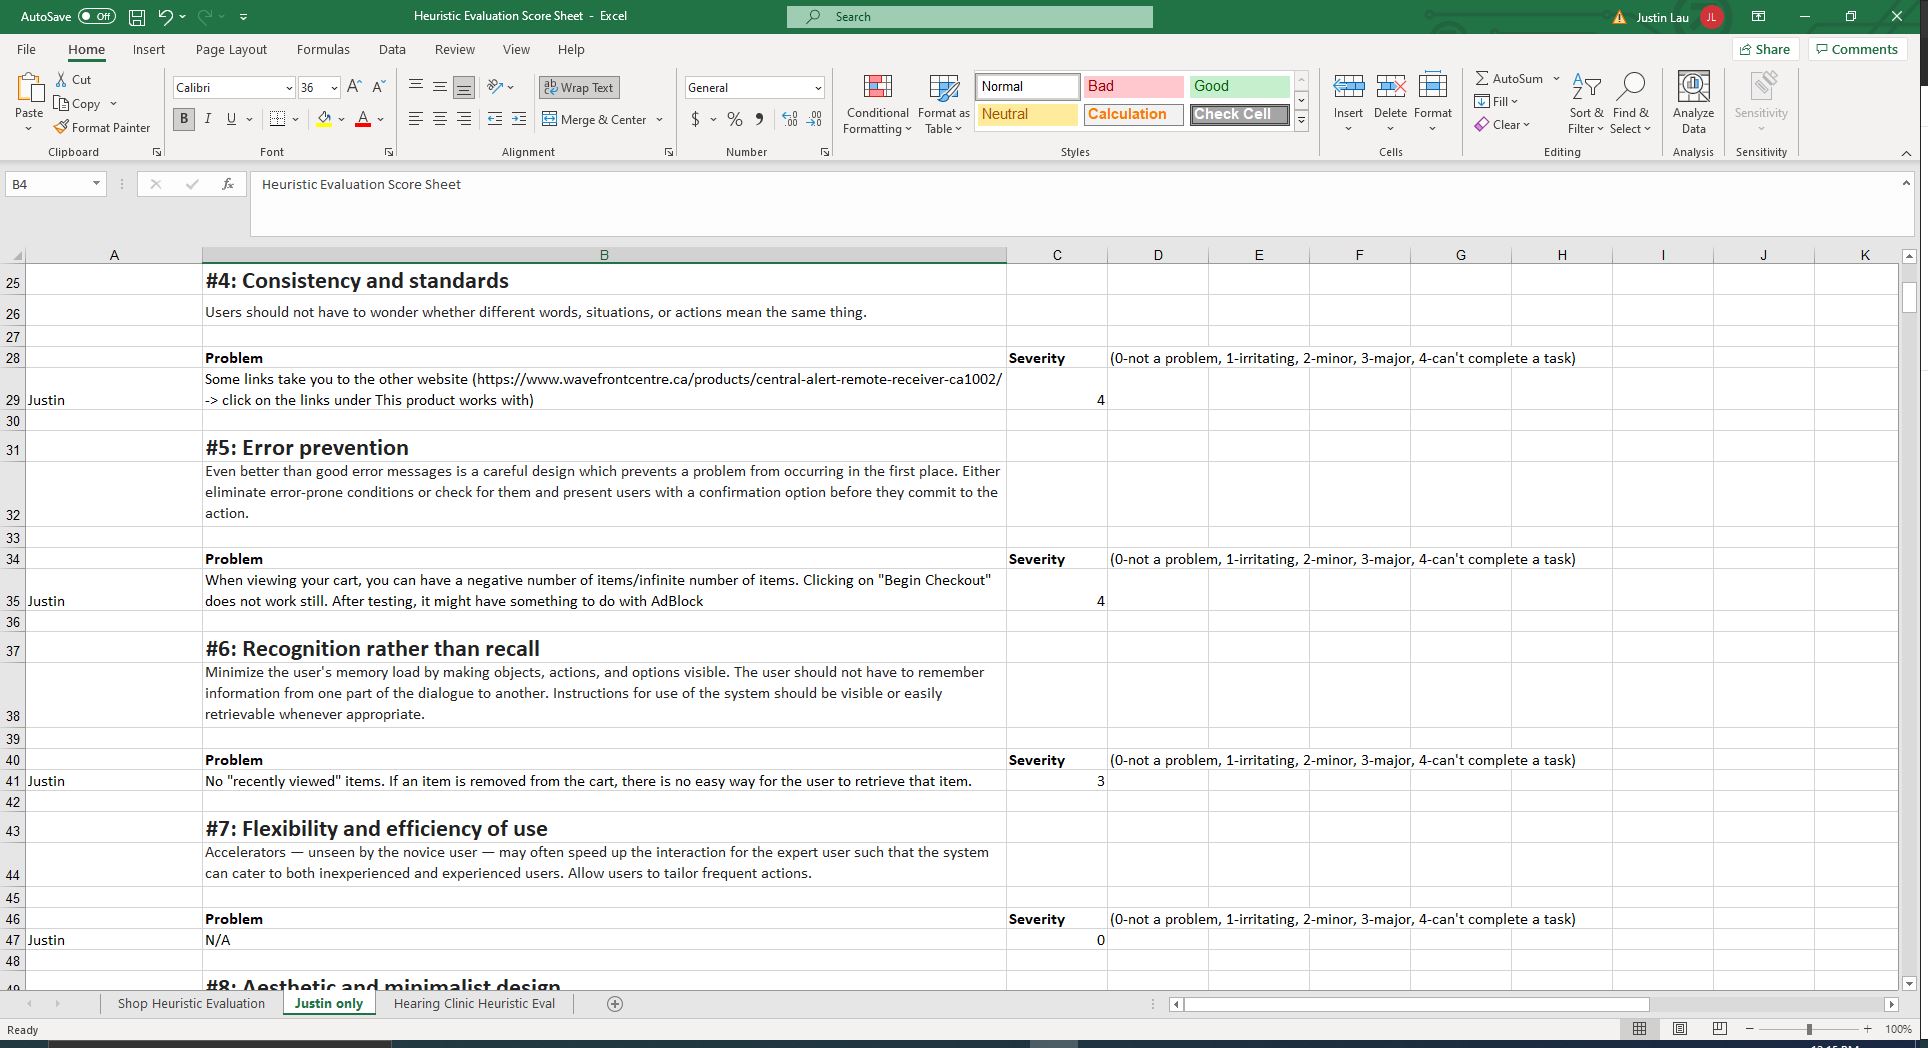 AutoSave Off
Heuristic Evaluation Score Sheet - Excel
Search
Justin Lau JL
File Home Insert Page Layout Formulas Data Review View Help
Share Comments
Paste
Cut
Copy
Format Painter
Clipboard
Calibri 36 A A
B I U A
Font
ab Wrap Text
Merge & Center
Alignment
General
$ % 9 .00 .00
Number
Conditional Formatting
Format as Table
Normal Bad Good
Neutral Calculation Check Cell
Styles
Insert Delete Format
Cells
AutoSum
Fill
Clear
Sort & Filter
Find & Select
Editing
Analyze Data
Analysis
Sensitivity
Sensitivity
B4 fx Heuristic Evaluation Score Sheet
A B C D E F G H I J K
25 #4: Consistency and standards
26 Users should not have to wonder whether different words, situations, or actions mean the same thing.
27
28 Problem Severity (0-not a problem, 1-irritating, 2-minor, 3-major, 4-can't complete a task)
Some links take you to the other website (https://www.wavefrontcentre.ca/products/central-alert-remote-receiver-ca1002/
29 Justin -> click on the links under This product works with) 4
30
31 #5: Error prevention
Even better than good error messages is a careful design which prevents a problem from occurring in the first place. Either
eliminate error-prone conditions or check for them and present users with a confirmation option before they commit to the
32 action.
33
34 Problem Severity (0-not a problem, 1-irritating, 2-minor, 3-major, 4-can't complete a task)
When viewing your cart, you can have a negative number of items/infinite number of items. Clicking on "Begin Checkout"
35 Justin does not work still. After testing, it might have something to do with AdBlock 4
36
37 #6: Recognition rather than recall
Minimize the user's memory load by making objects, actions, and options visible. The user should not have to remember
information from one part of the dialogue to another. Instructions for use of the system should be visible or easily
38 retrievable whenever appropriate.
39
40 Problem Severity (0-not a problem, 1-irritating, 2-minor, 3-major, 4-can't complete a task)
41 Justin No "recently viewed" items. If an item is removed from the cart, there is no easy way for the user to retrieve that item. 3
42
43 #7: Flexibility and efficiency of use
Accelerators — unseen by the novice user — may often speed up the interaction for the expert user such that the system
44 can cater to both inexperienced and experienced users. Allow users to tailor frequent actions.
45
46 Problem Severity (0-not a problem, 1-irritating, 2-minor, 3-major, 4-can't complete a task)
47 Justin N/A 0
48
49 #8: Aesthetic and minimalist design
Shop Heuristic Evaluation Justin only Hearing Clinic Heuristic Eval
Ready 100%
12:15 PM